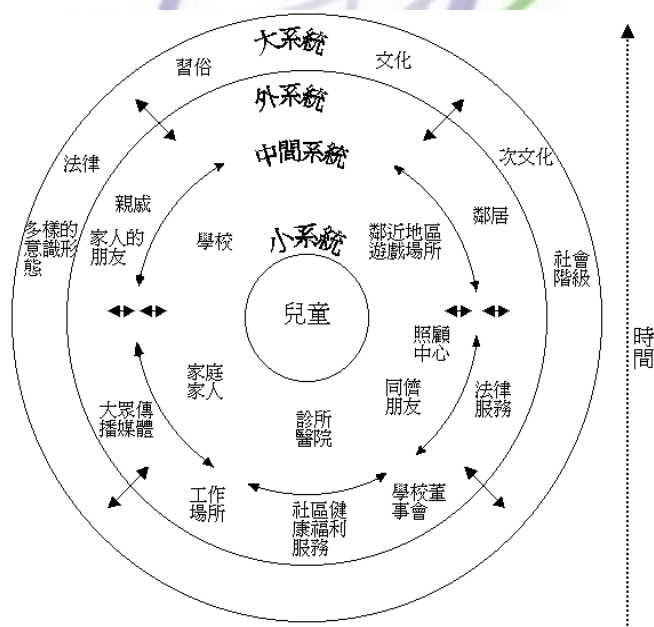 大系統
習俗
文化
外系統
法律
中間系統
次文化
親戚
鄰居
家人的
朋友
多樣的
意識形
態
學校
小系統
鄰近地區
遊戲場所
社會
階級
兒童
照顧
中心
時
間
家庭
家人
同儕
朋友
法律
服務
大眾傳
播媒體
診所
醫院
工作
場所
社區健
康福利
服務
學校董
事會